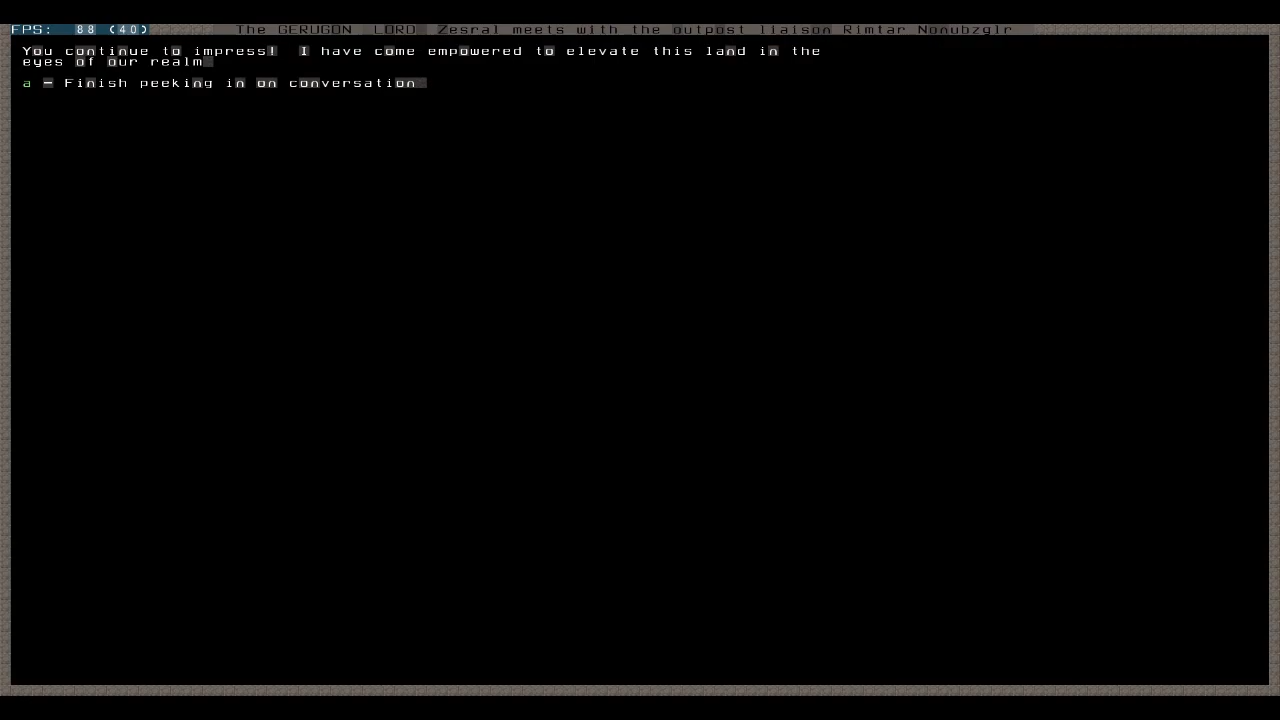 FPS: 88 (40) The GERUGON LORD Zesral meets with the outpost liaison Rimtar Nonubzglr
You continue to impress! I have come empowered to elevate this land in the
eyes of our realm.
a - Finish peeking in on conversation.